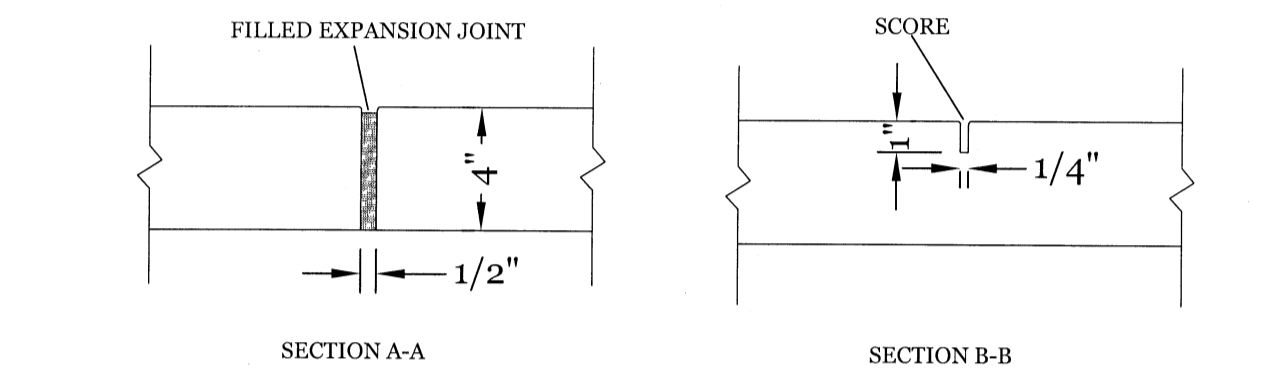 FILLED EXPANSION JOINT
4"
1/2"
SECTION A-A
SCORE
1"
1/4"
SECTION B-B